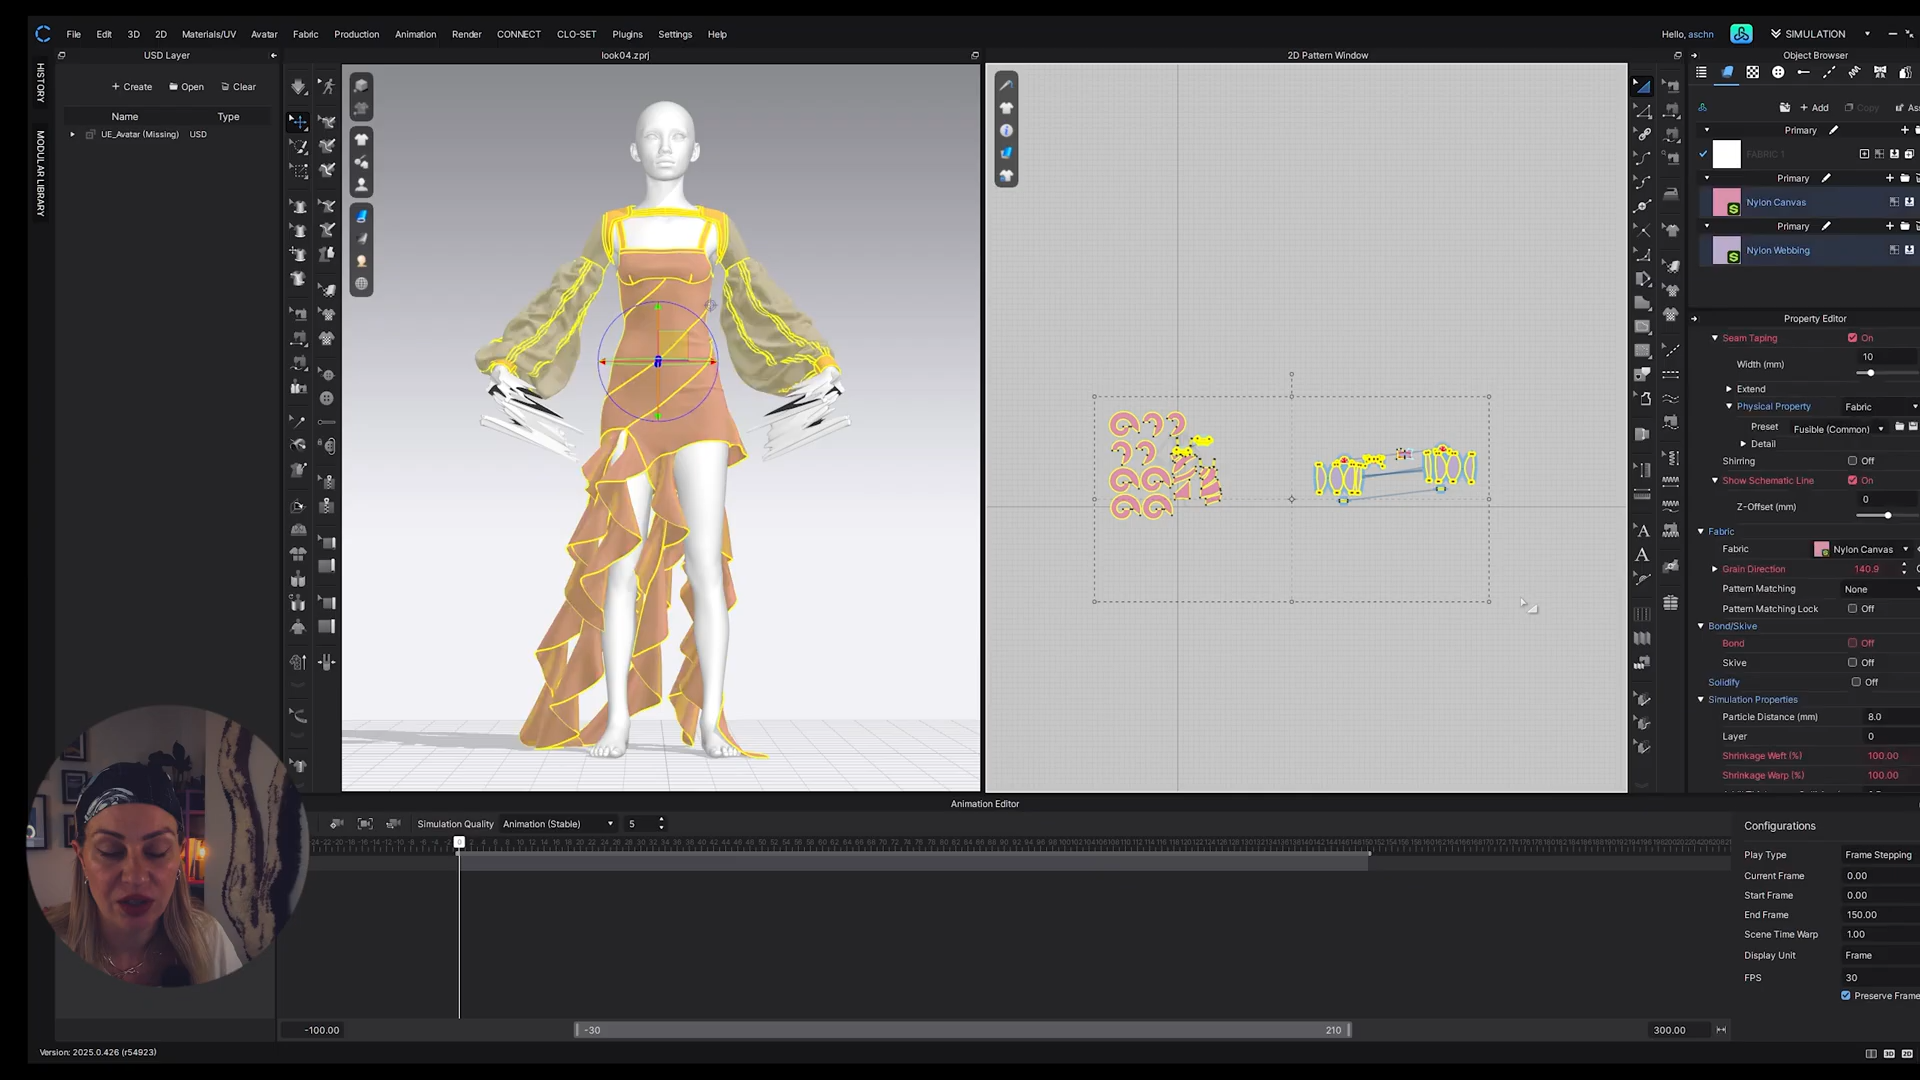 File Edit 3D 2D Materials/UV Avatar Fabric Production Animation Render CONNECT CLO-SET Plugins Settings Help
Hello, aschn
SIMULATION
HISTORY
MODULAR LIBRARY
USD Layer
+ Create Open Clear
Name Type
UE_Avatar (Missing) USD
look04.zprj
2D Pattern Window
Object Browser
+ Add Copy Ass
Primary
FABRIC 1
Primary
Nylon Canvas
Primary
Nylon Webbing
Property Editor
Seam Taping On
Width (mm) 10
Extend
Physical Property Fabric
Preset Fusible (Common)
Detail
Shirring Off
Show Schematic Line On
Z-Offset (mm) 0
Fabric
Fabric Nylon Canvas
Grain Direction 140.9
Pattern Matching None
Pattern Matching Lock Off
Bond/Skive
Bond Off
Skive Off
Solidify Off
Simulation Properties
Particle Distance (mm) 8.0
Layer 0
Shrinkage Weft (%) 100.00
Shrinkage Warp (%) 100.00
Animation Editor
Simulation Quality Animation (Stable) 5
0
Configurations
Play Type Frame Stepping
Current Frame 0.00
Start Frame 0.00
End Frame 150.00
Scene Time Warp 1.00
Display Unit Frame
FPS 30
Preserve Frame
-100.00 -30 210 300.00
Version: 2025.0.426 (r54923)
3D 2D